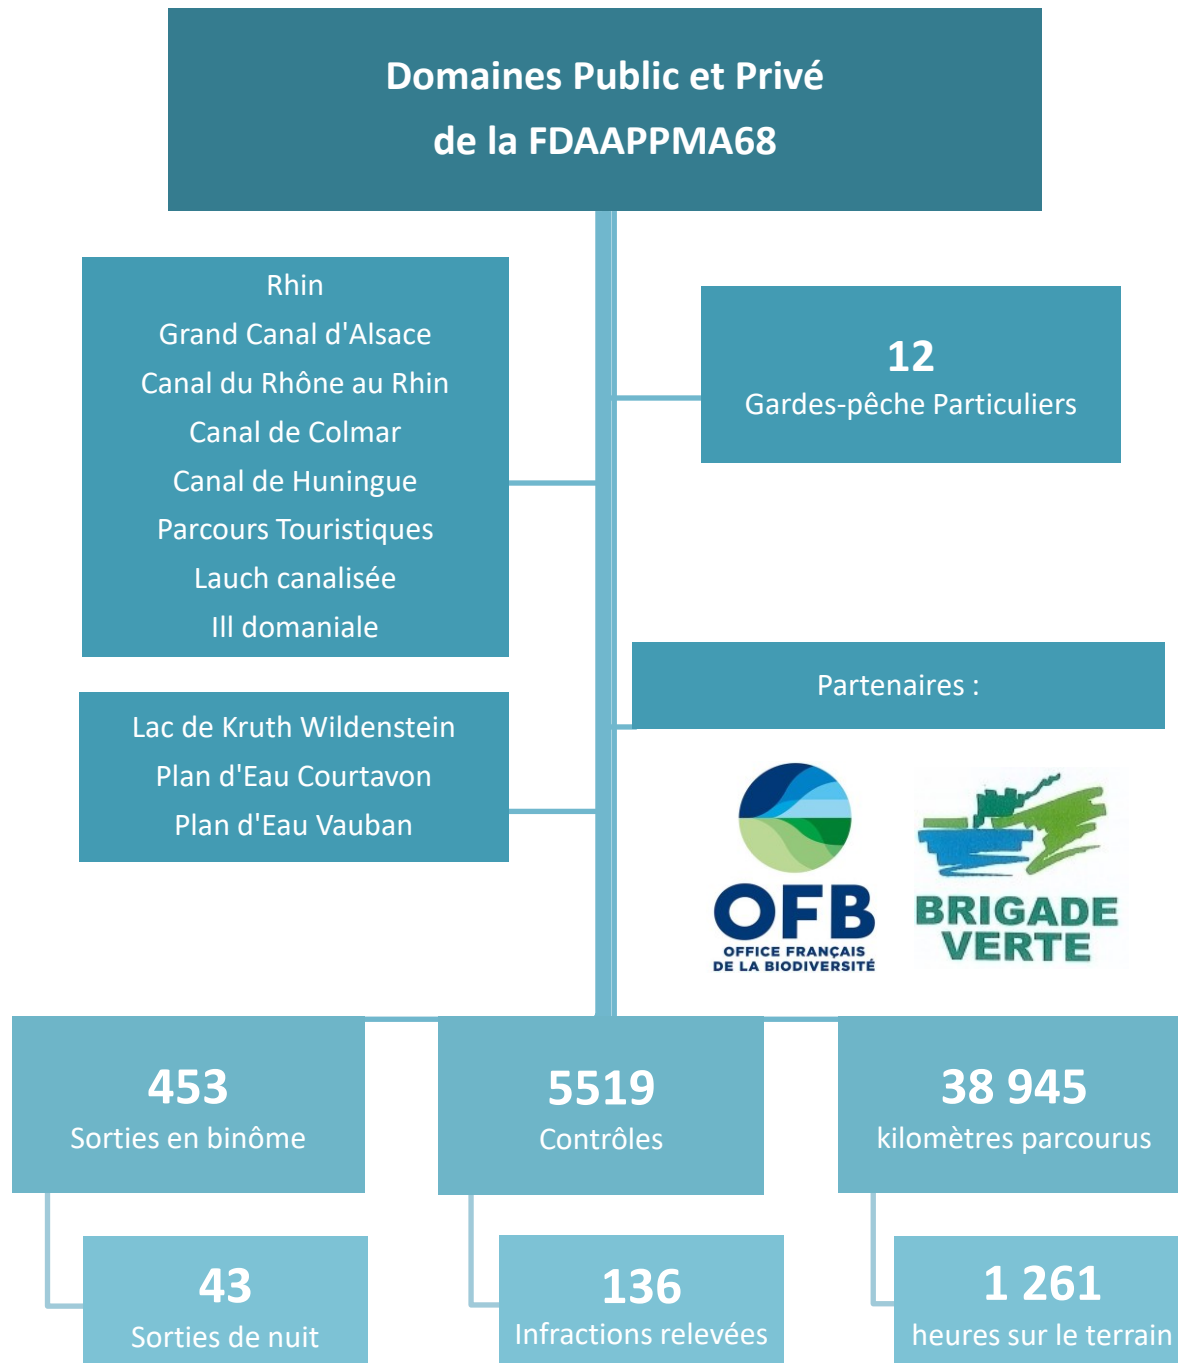 Domaines Public et Privé
de la FDAAPPMA68
Rhin
Grand Canal d'Alsace
Canal du Rhône au Rhin
Canal de Colmar
Canal de Huningue
Parcours Touristiques
Lauch canalisée
Ill domaniale
12
Gardes-pêche Particuliers
Partenaires :
Lac de Kruth Wildenstein
Plan d'Eau Courtavon
Plan d'Eau Vauban
OFB
OFFICE FRANÇAIS
DE LA BIODIVERSITÉ
BRIGADE
VERTE
453
Sorties en binôme
5519
Contrôles
38 945
kilomètres parcourus
43
Sorties de nuit
136
Infractions relevées
1 261
heures sur le terrain